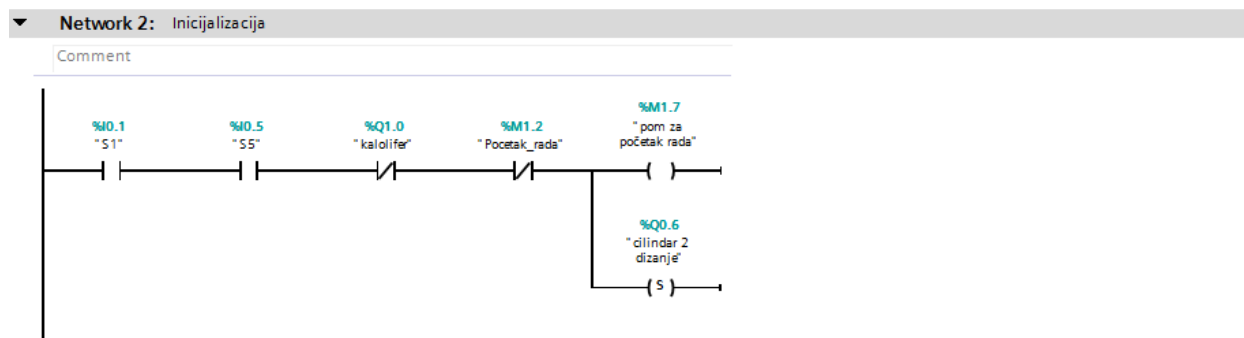 Network 2: Inicijalizacija
Comment
%I0.1
"S1"
%I0.5
"S5"
%Q1.0
"kalolifer"
%M1.2
"Pocetak_rada"
%M1.7
"pom za
početak rada"
%Q0.6
"cilindar 2
dizanje"
S